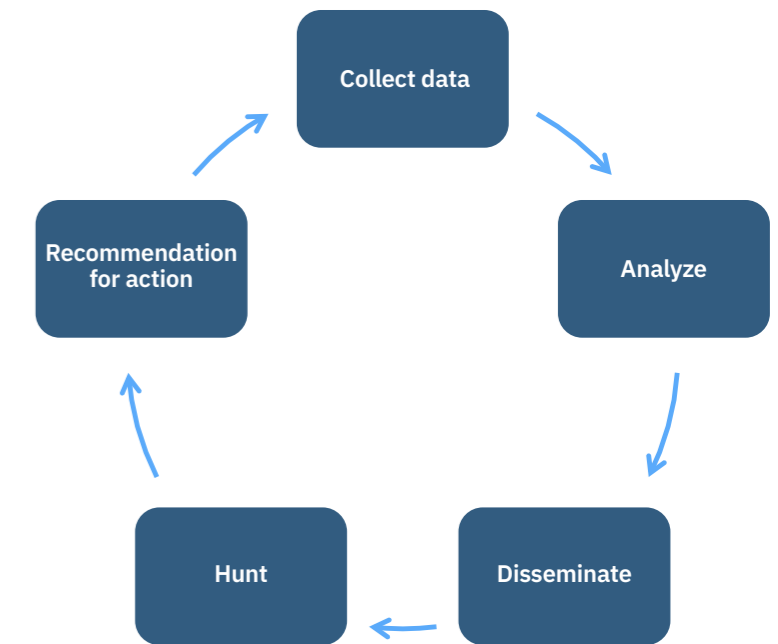 Collect data
Analyze
Disseminate
Hunt
Recommendation
for action